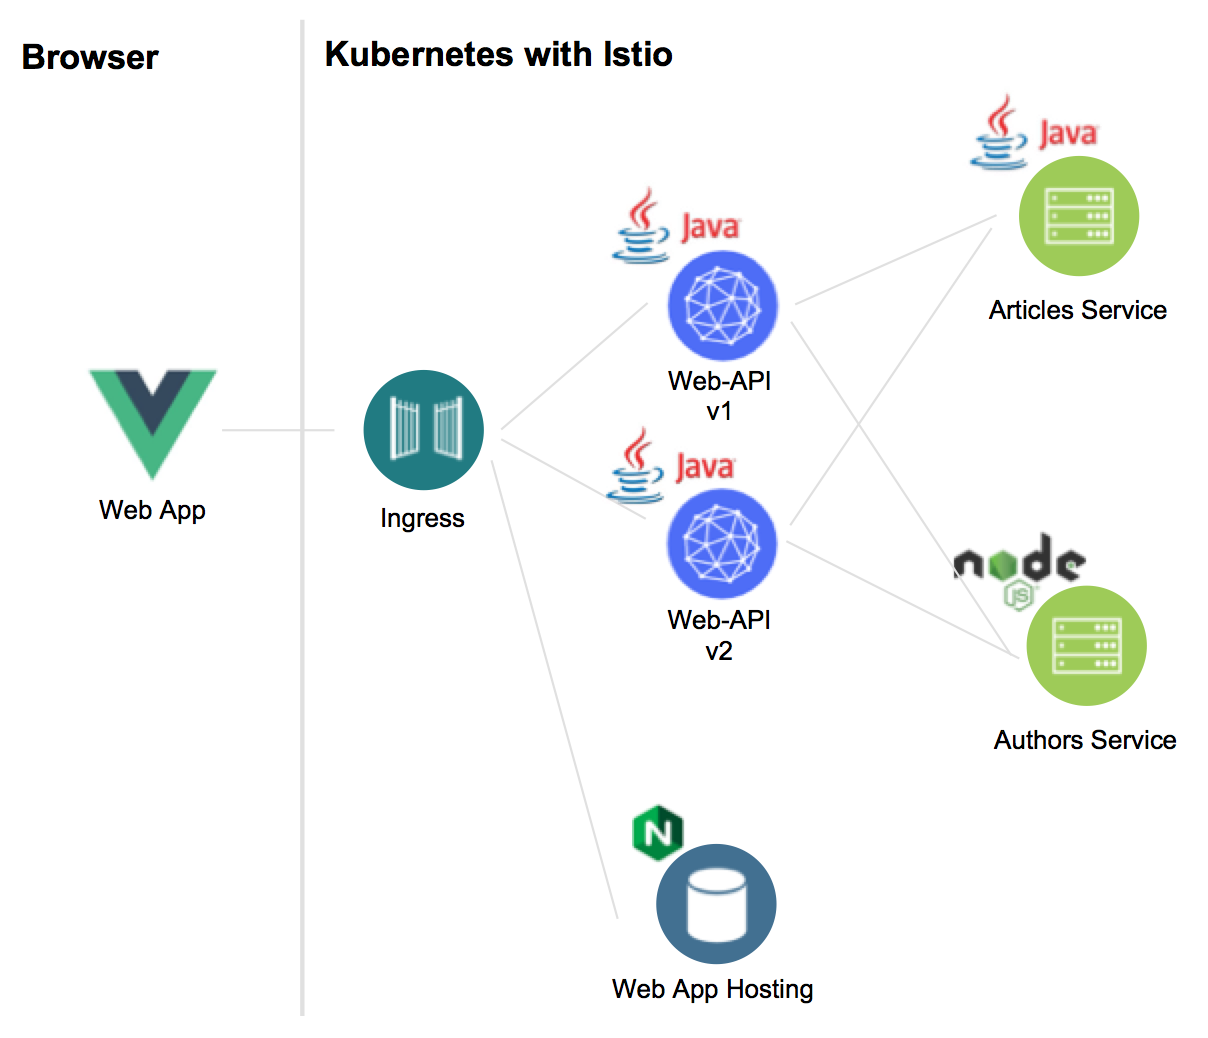 Browser
Kubernetes with Istio
Java
Articles Service
Java
Web-API
v1
Web App
Ingress
Java
Web-API
v2
node
JS
Authors Service
N
Web App Hosting